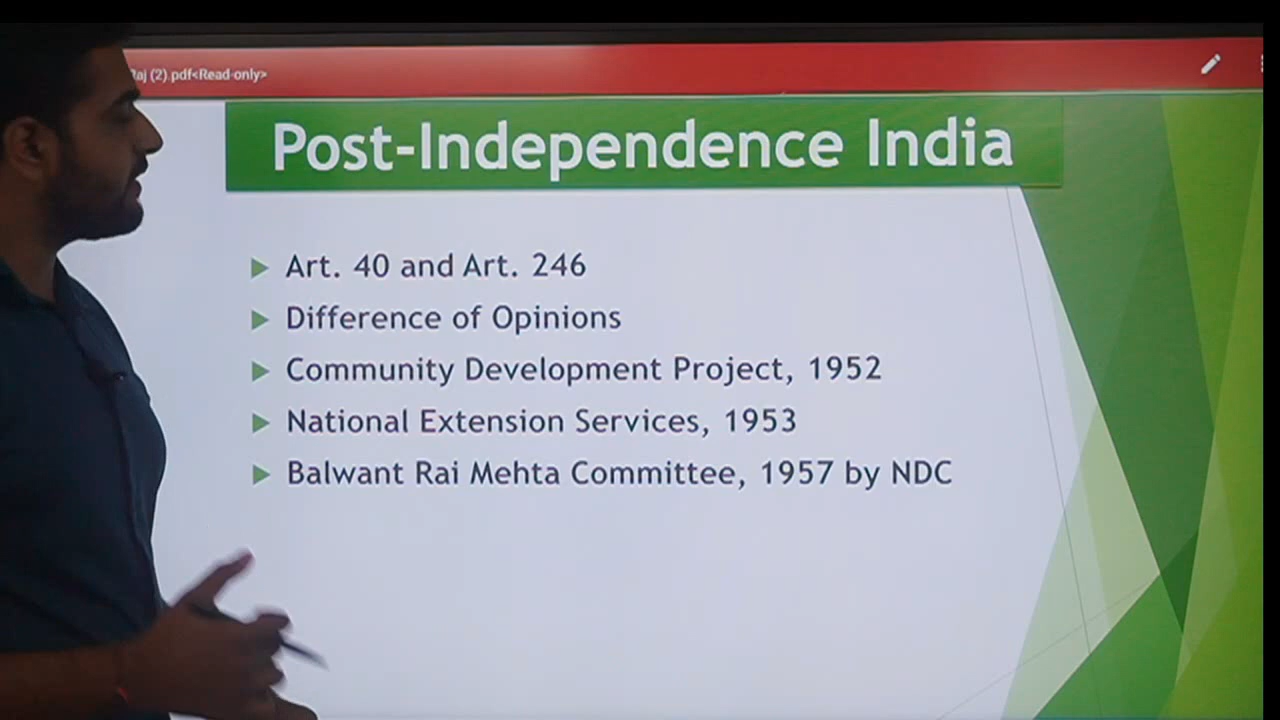 (2).pdf<Read-only>
Post-Independence India
Art. 40 and Art. 246
Difference of Opinions
Community Development Project, 1952
National Extension Services, 1953
Balwant Rai Mehta Committee, 1957 by NDC